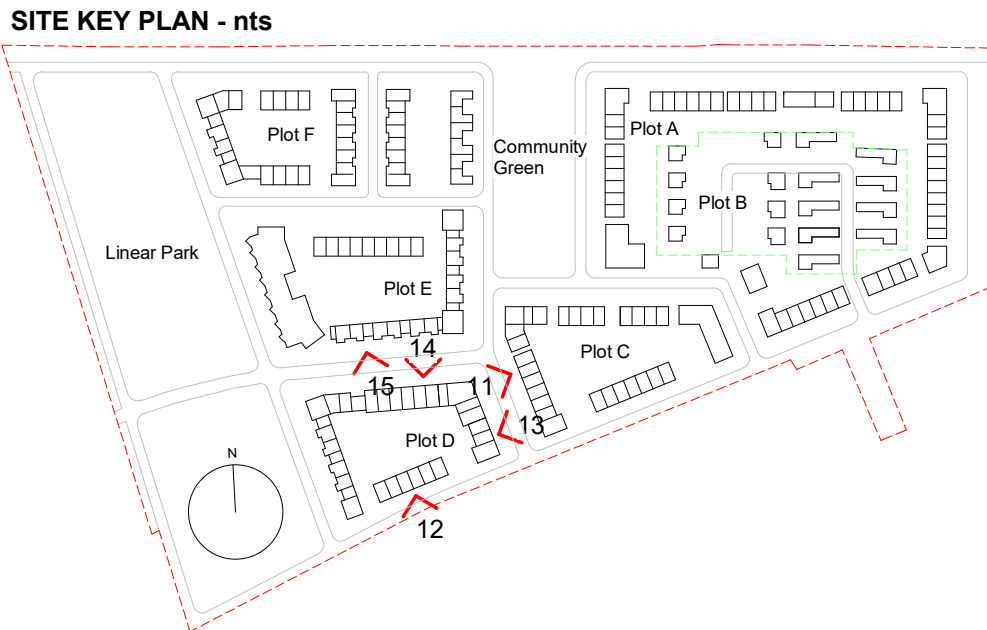 SITE KEY PLAN - nts
Plot F
Community
Green
Plot A
Plot B
Linear Park
Plot E
Plot C
14
15
11
13
Plot D
N
12